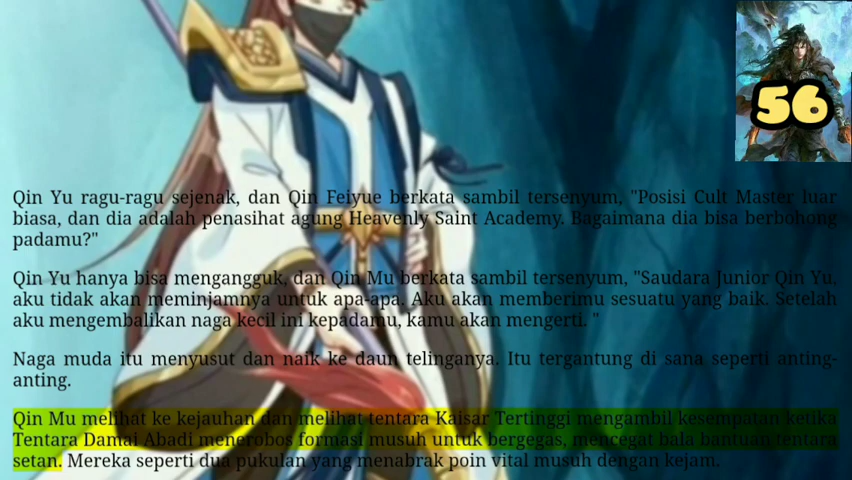 56
Qin Yu ragu-ragu sejenak, dan Qin Feiyue berkata sambil tersenyum, "Posisi Cult Master luar
biasa, dan dia adalah penasihat agung Heavenly Saint Academy. Bagaimana dia bisa berbohong
padamu?"
Qin Yu hanya bisa mengangguk, dan Qin Mu berkata sambil tersenyum, "Saudara Junior Qin Yu,
aku tidak akan meminjamnya untuk apa-apa. Aku akan memberimu sesuatu yang baik. Setelah
aku mengembalikan naga kecil ini kepadamu, kamu akan mengerti. "
Naga muda itu menyusut dan naik ke daun telinganya. Itu tergantung di sana seperti anting-
anting.
Qin Mu melihat ke kejauhan dan melihat tentara Kaisar Tertinggi mengambil kesempatan ketika
Tentara Damai Abadi menerobos formasi musuh untuk bergegas, mencegat bala bantuan tentara
setan. Mereka seperti dua pukulan yang menabrak poin vital musuh dengan kejam.